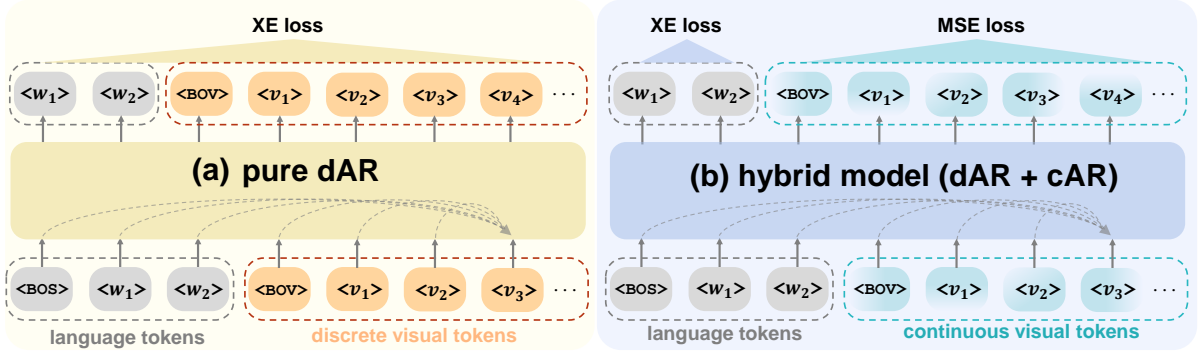 XE loss
<w₁> <w₂> <BOV> <v₁> <v₂> <v₃> <v₄> ...
(a) pure dAR
<BOS> <w₁> <w₂> <BOV> <v₁> <v₂> <v₃> ...
language tokens discrete visual tokens
XE loss MSE loss
<w₁> <w₂> <BOV> <v₁> <v₂> <v₃> <v₄> ...
(b) hybrid model (dAR + cAR)
<BOS> <w₁> <w₂> <BOV> <v₁> <v₂> <v₃> ...
language tokens continuous visual tokens